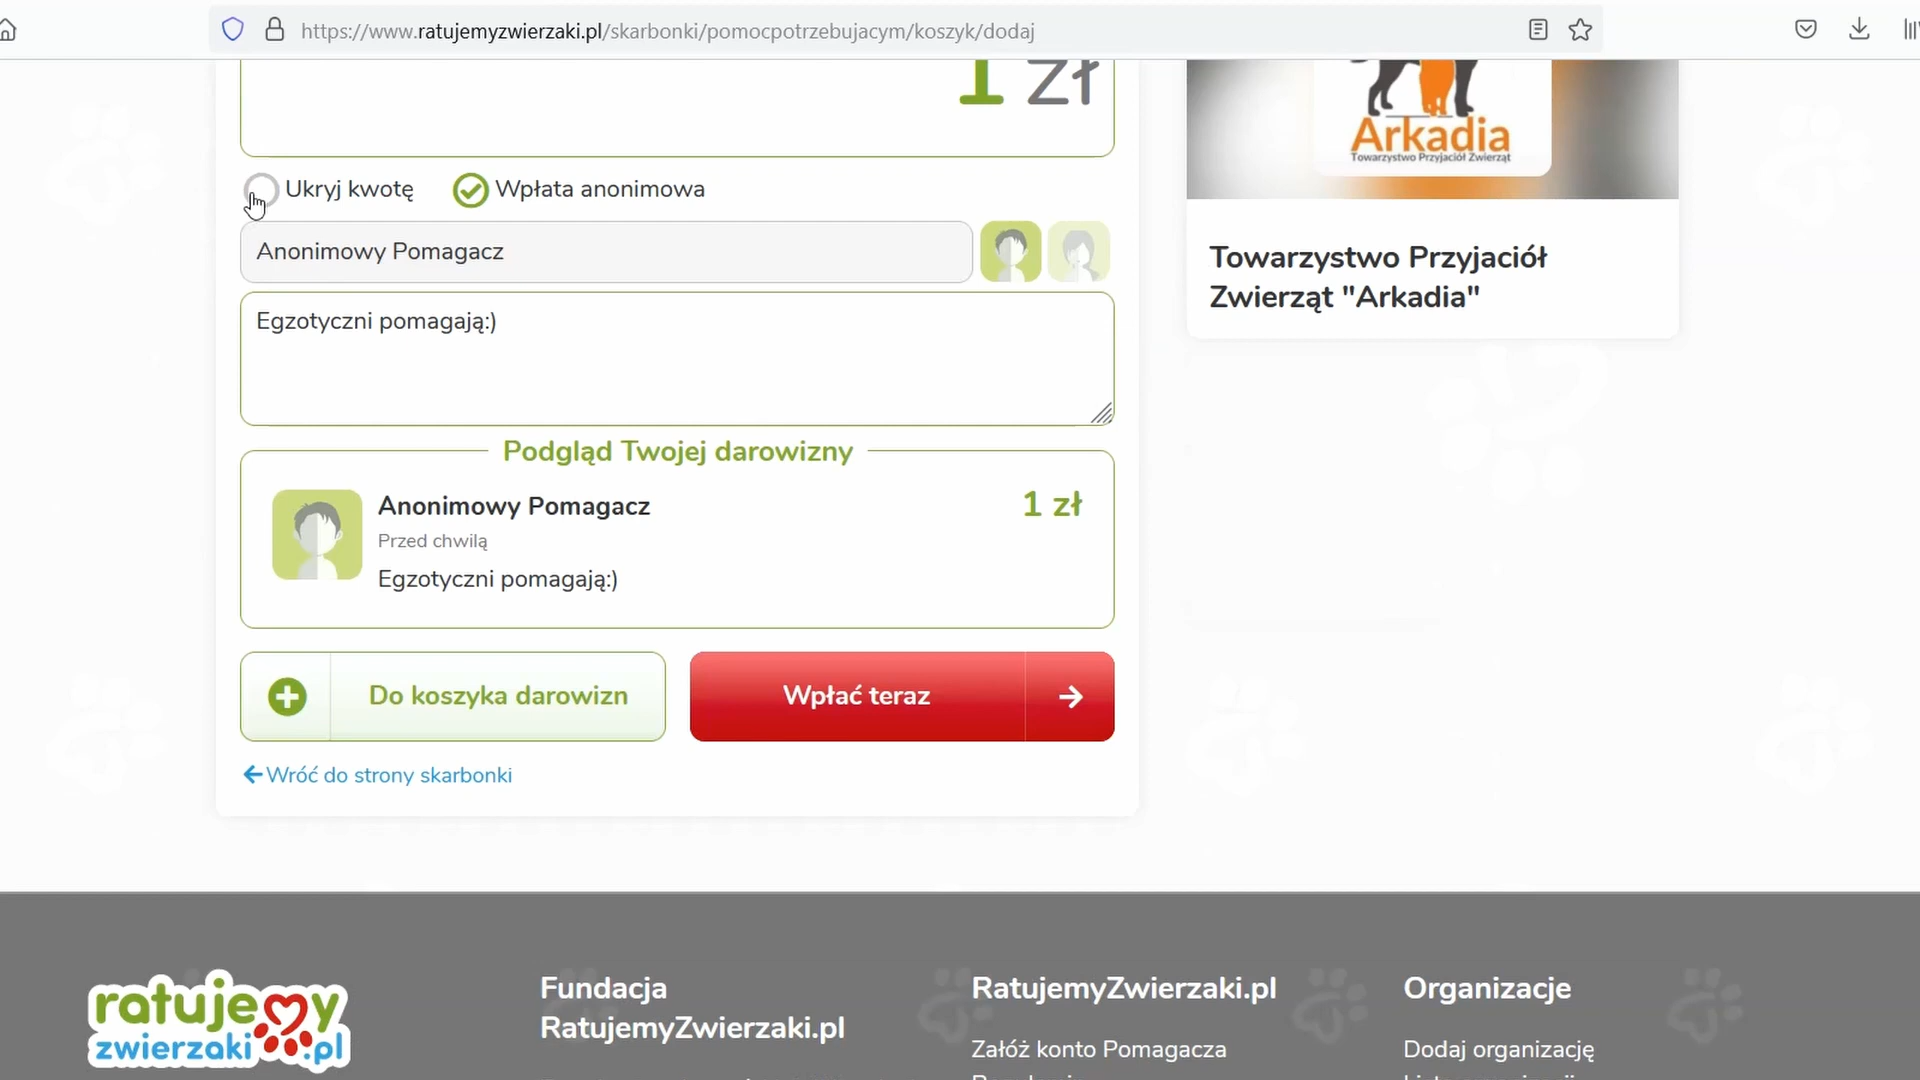 https://www.ratujemyzwierzaki.pl/skarbonki/pomocpotrzebujacym/koszyk/dodaj
1 zł
Arkadia
Towarzystwo Przyjaciół Zwierząt
Ukryj kwotę
Wpłata anonimowa
Anonimowy Pomagacz
Egzotyczni pomagają:)
Towarzystwo Przyjaciół
Zwierząt "Arkadia"
Podgląd Twojej darowizny
Anonimowy Pomagacz
1 zł
Przed chwilą
Egzotyczni pomagają:)
Do koszyka darowizn
Wpłać teraz
Wróć do strony skarbonki
ratujemy
zwierzaki.pl
Fundacja
RatujemyZwierzaki.pl
RatujemyZwierzaki.pl
Załóż konto Pomagacza
Organizacje
Dodaj organizację